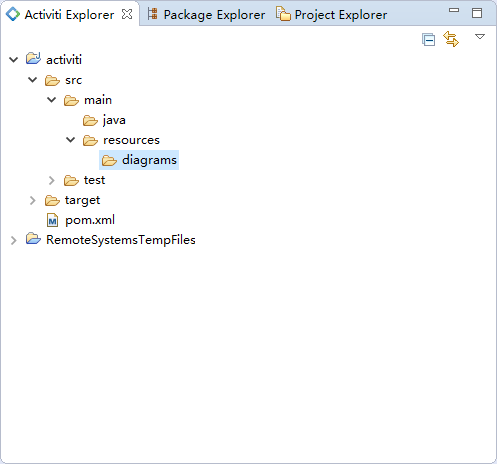 Activiti Explorer Package Explorer Project Explorer
activiti
src
main
java
resources
diagrams
test
target
pom.xml
RemoteSystemsTempFiles